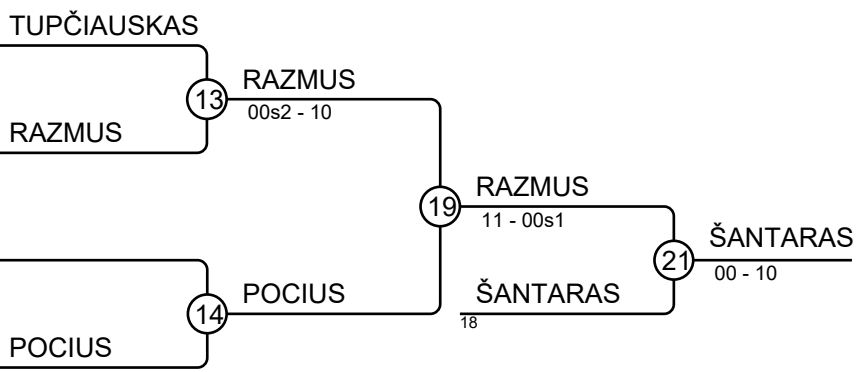 TUPČIAUSKAS
13
RAZMUS
00s2 - 10
RAZMUS
19
RAZMUS
11 - 00s1
21
ŠANTARAS
00 - 10
14
POCIUS
ŠANTARAS
18
POCIUS